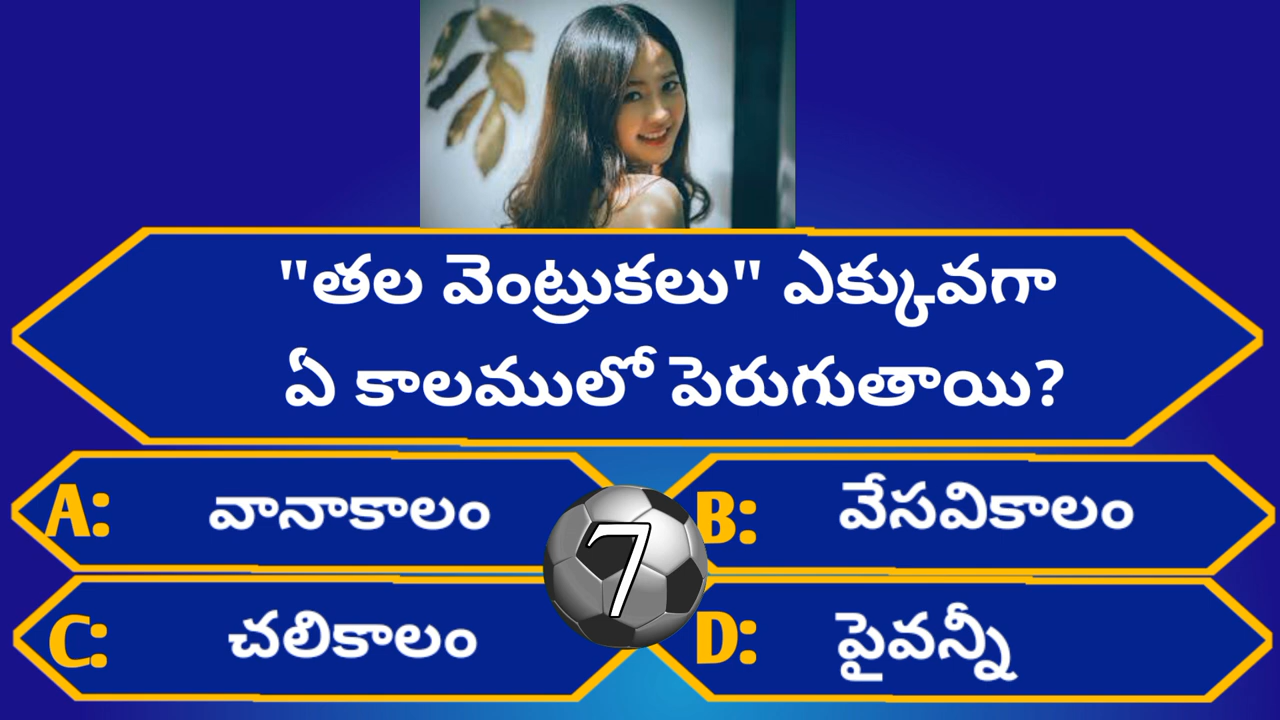 "తల వెంట్రుకలు" ఎక్కువగా
ఏ కాలములో పెరుగుతాయి?
A: వానాకాలం
B: వేసవికాలం
7
C: చలికాలం
D: పైవన్నీ